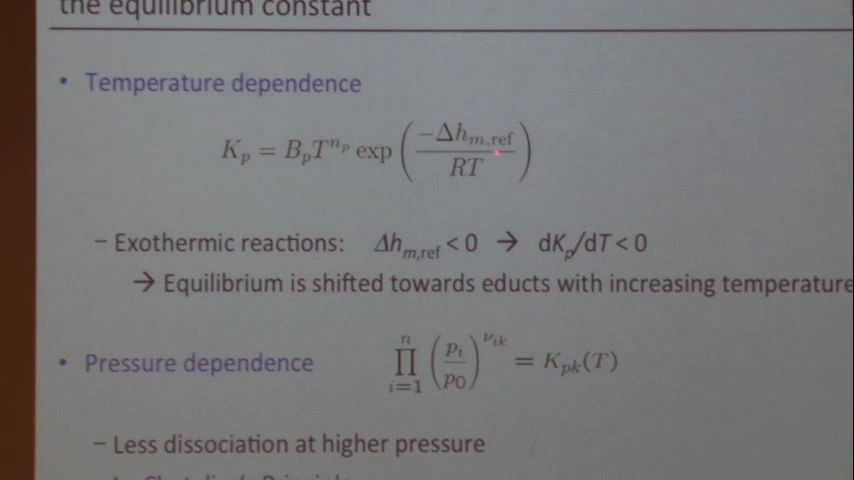 the equilibrium constant
• Temperature dependence
K_p = B_p T^{n_p} exp ( −Δh_{m,ref} / RT )
– Exothermic reactions: Δh_{m,ref} < 0 → dK_p/dT < 0
→ Equilibrium is shifted towards educts with increasing temperature
• Pressure dependence ∏_{i=1}^{n} ( p_i / p_0 )^{ν_{ik}} = K_{pk}(T)
– Less dissociation at higher pressure